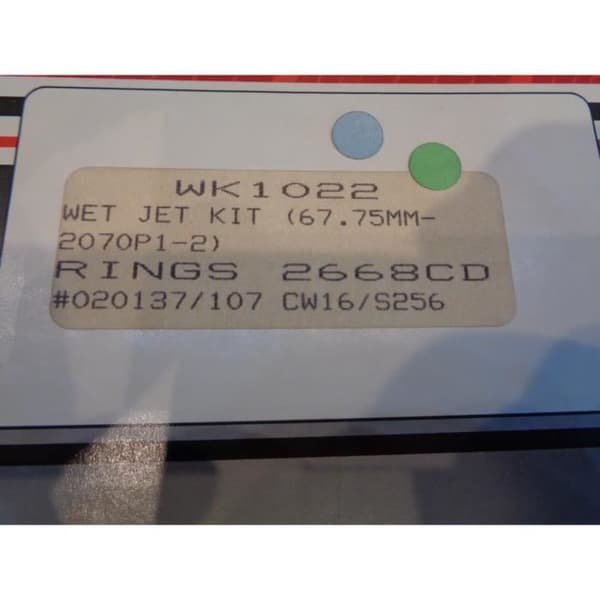 WK1022
WET JET KIT (67.75MM-
2070P1-2)
RINGS 2668CD
#020137/107 CW16/S256